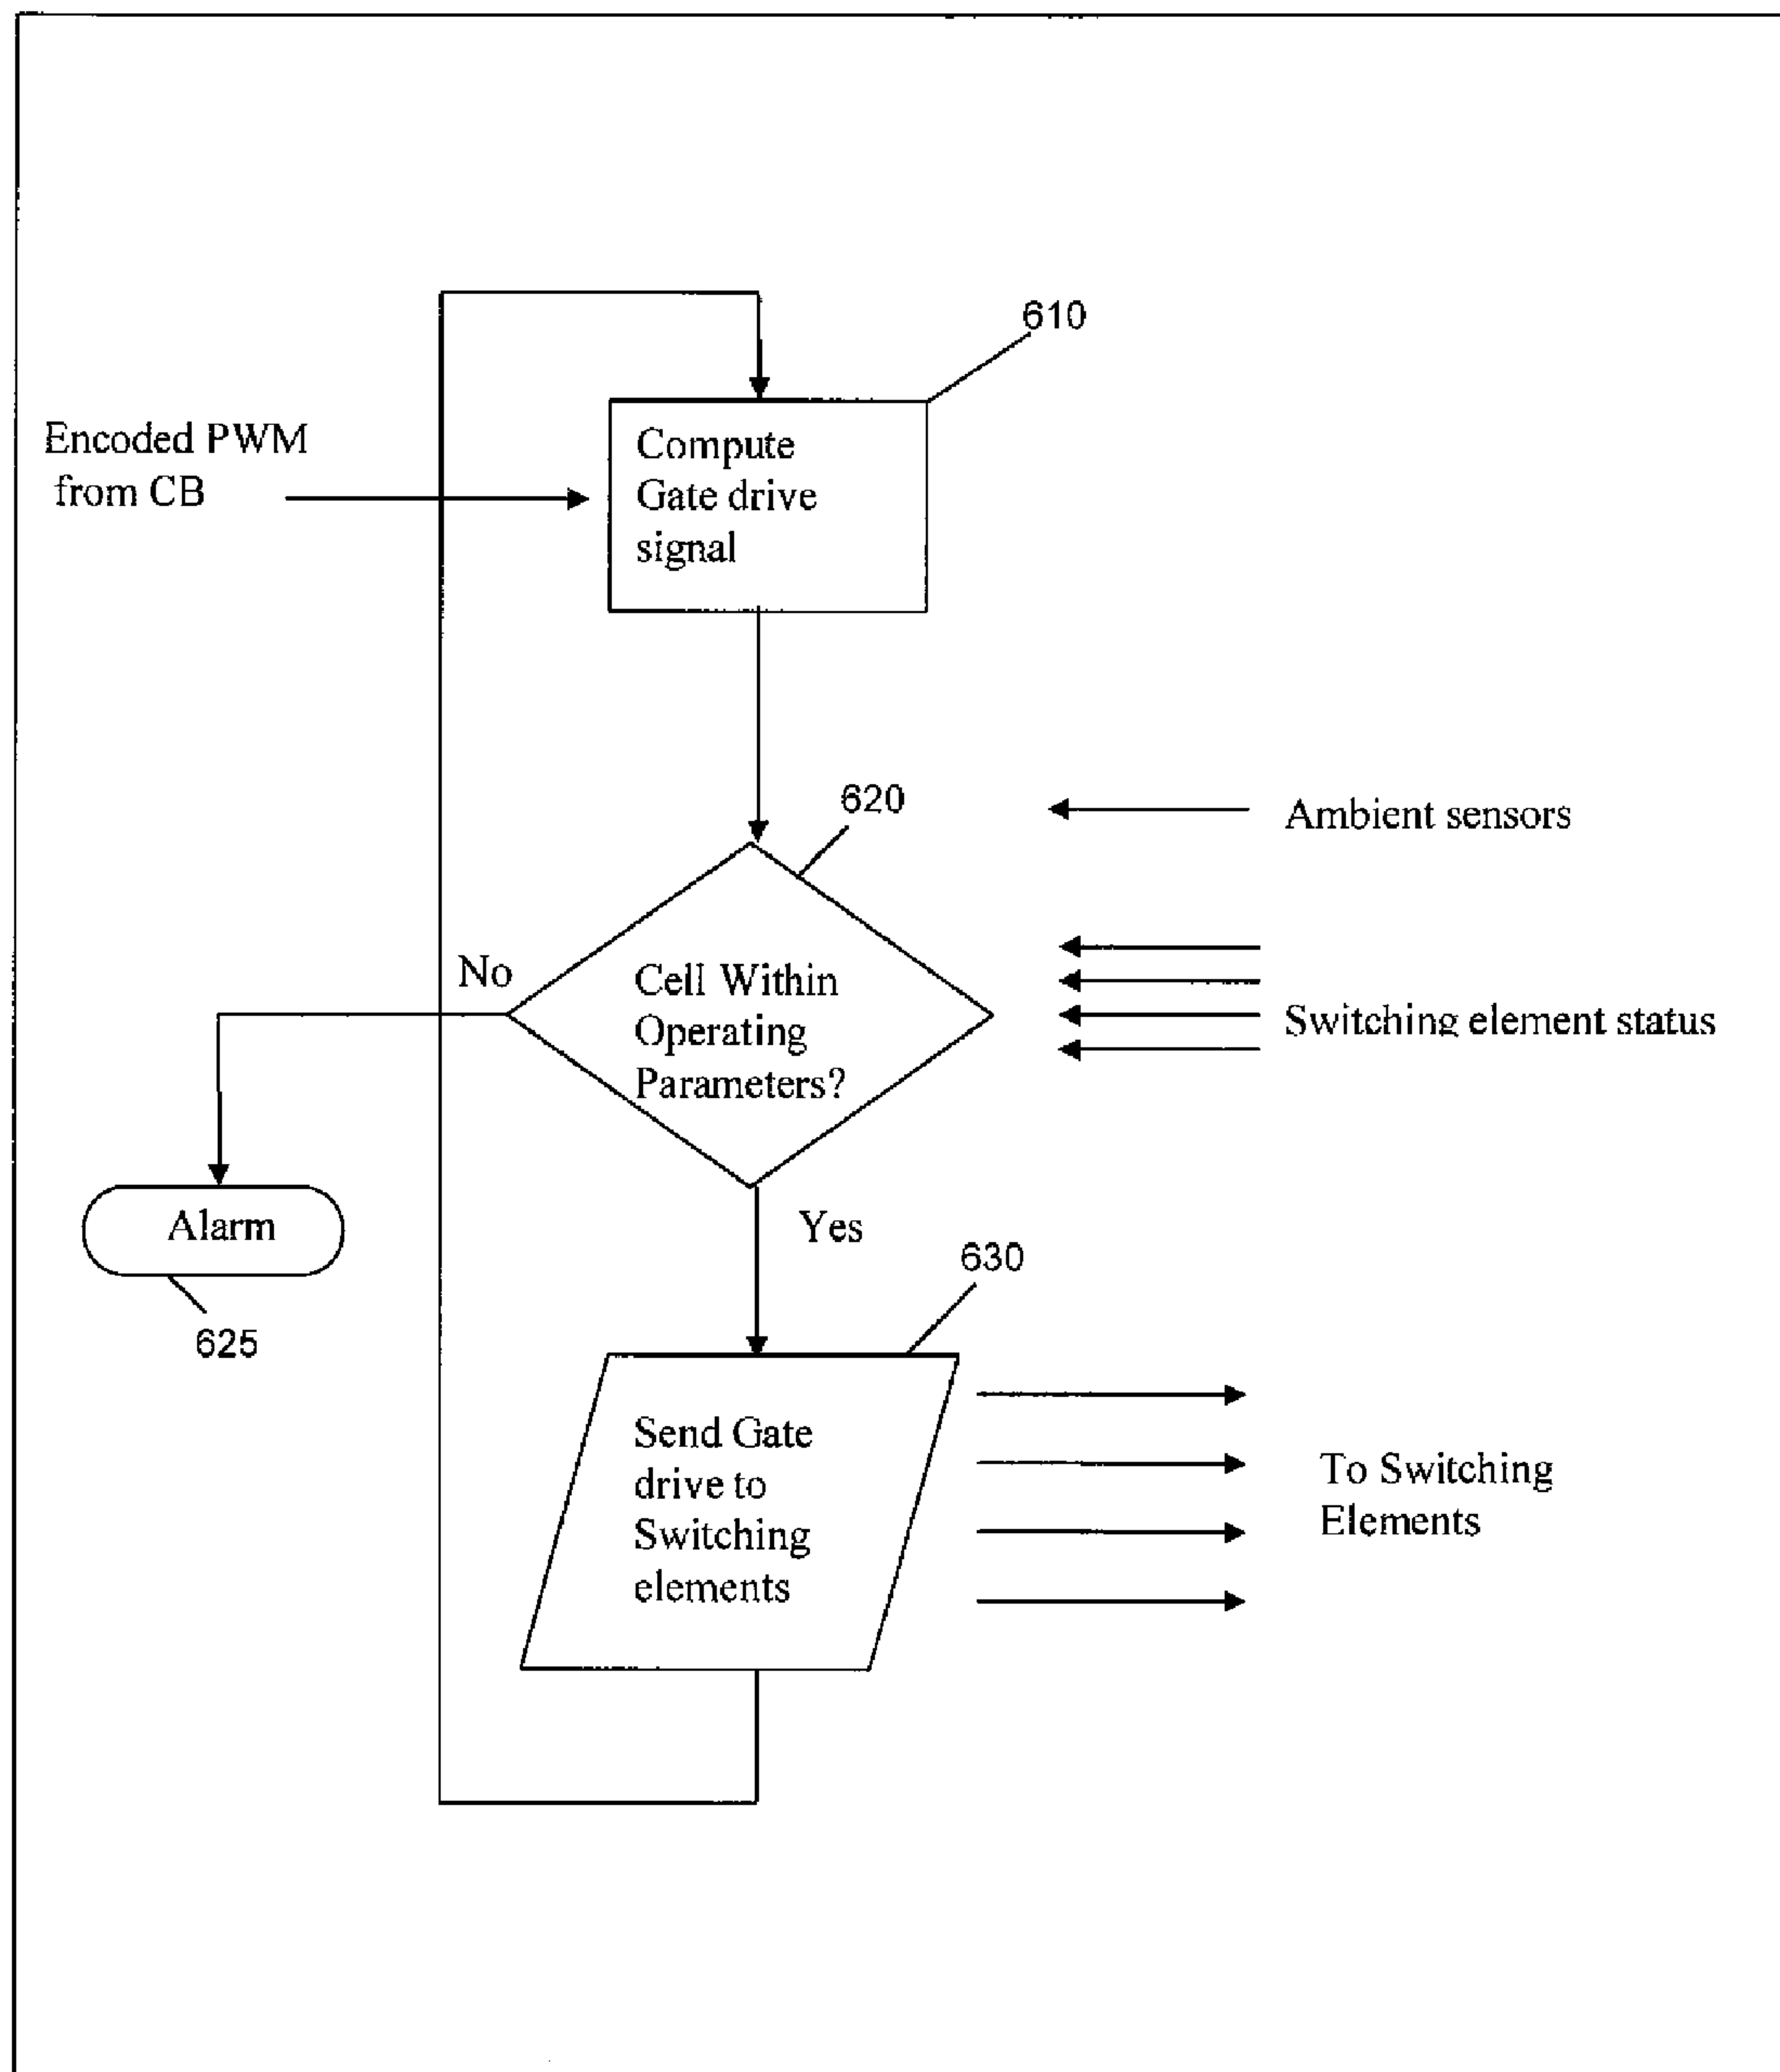 610
Encoded PWM
from CB
Compute
Gate drive
signal
620
Ambient sensors
No
Cell Within
Operating
Parameters?
Switching element status
Alarm
625
Yes
630
Send Gate
drive to
Switching
elements
To Switching
Elements